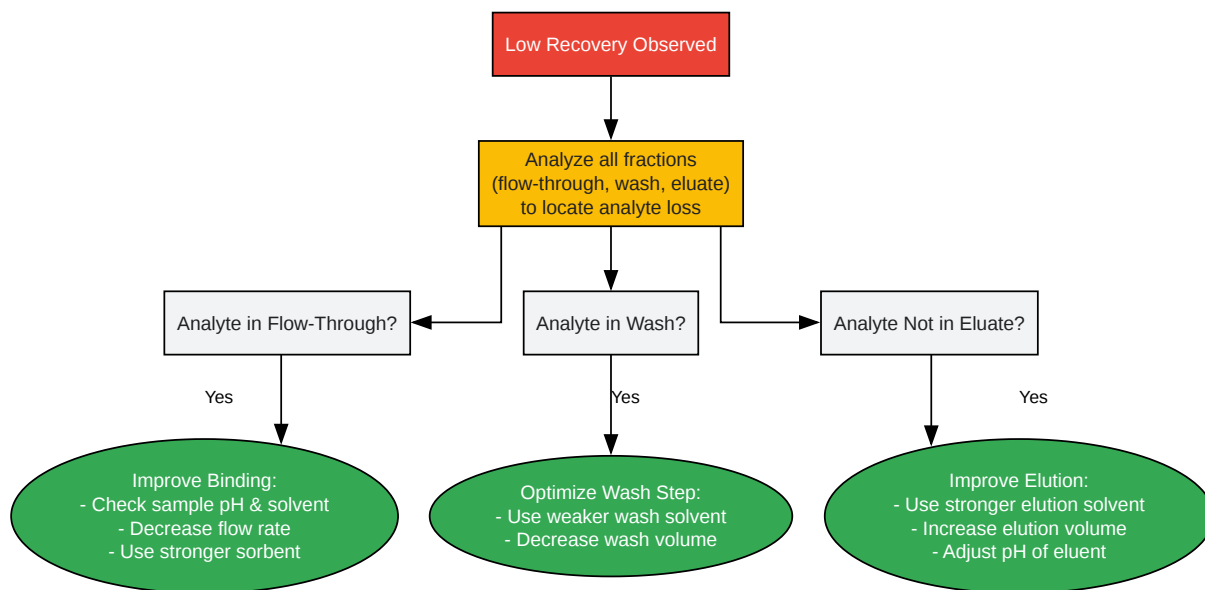 Low Recovery Observed
Analyze all fractions
(flow-through, wash, eluate)
to locate analyte loss
Analyte in Flow-Through?
Analyte in Wash?
Analyte Not in Eluate?
Yes
Yes
Yes
Improve Binding:
- Check sample pH & solvent
- Decrease flow rate
- Use stronger sorbent
Optimize Wash Step:
- Use weaker wash solvent
- Decrease wash volume
Improve Elution:
- Use stronger elution solvent
- Increase elution volume
- Adjust pH of eluent